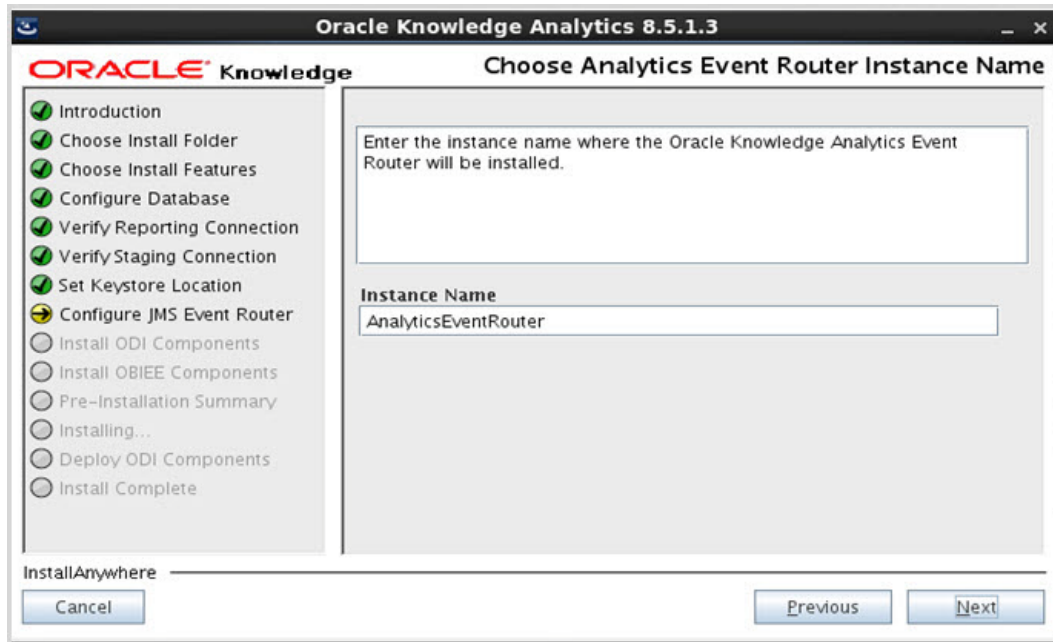 Oracle Knowledge Analytics 8.5.1.3
ORACLE Knowledge
Choose Analytics Event Router Instance Name
Introduction
Choose Install Folder
Choose Install Features
Configure Database
Verify Reporting Connection
Verify Staging Connection
Set Keystore Location
Configure JMS Event Router
Install ODI Components
Install OBIEE Components
Pre-Installation Summary
Installing...
Deploy ODI Components
Install Complete
Enter the instance name where the Oracle Knowledge Analytics Event
Router will be installed.
Instance Name
AnalyticsEventRouter
InstallAnywhere
Cancel
Previous
Next